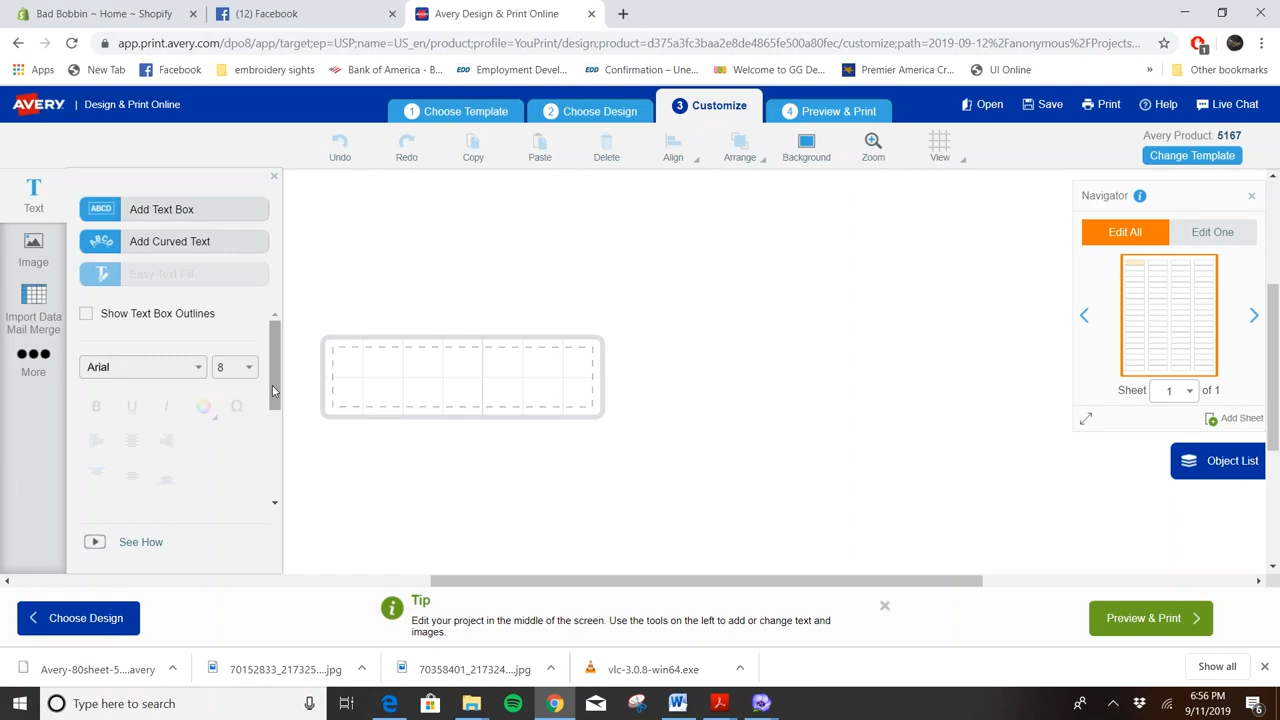 Bad Bobbin ~ Home ~ Shopify
(12) Facebook
Avery Design & Print Online
app.print.avery.com/dpo8/app/target;ep=USP;name=US_en/product;profile=YouPrint/design;product=d375a3fc3baa2e8de4865fe500a80fec/customize;path=2019-09-12%2Fanonymous%2FProjects...
Apps
New Tab
Facebook
embroidery sights
Bank of America - B...
EDD
Employment Devel...
EDD
Confirmation – Une...
Welcome to GG De...
Premier America Cr...
UI Online
»
Other bookmarks
AVERY
Design & Print Online
1 Choose Template
2 Choose Design
3 Customize
4 Preview & Print
Open
Save
Print
Help
Live Chat
Undo
Redo
Copy
Paste
Delete
Align
Arrange
Background
Zoom
View
Avery Product: 5167
Change Template
Text
Image
Import Data
Mail Merge
More
ABCD Add Text Box
ABCD Add Curved Text
Easy Text Fill
Show Text Box Outlines
Arial
8
B U I Ω
See How
Navigator
Edit All
Edit One
Sheet 1 of 1
Add Sheet
Object List
Choose Design
Tip
Edit your project in the middle of the screen. Use the tools on the left to add or change text and
images.
Preview & Print
Avery-80sheet-5....avery
70152833_217325....jpg
70358401_217324....jpg
vlc-3.0.8-win64.exe
Show all
Type here to search
6:56 PM
9/11/2019
6